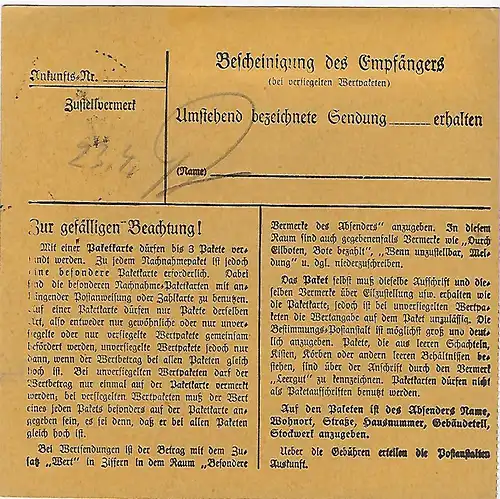 Bescheinigung des Empfängers
(bei versiegelten Wertpaketen)
Ankunfts-Nr.
Zustellvermerk
Umstehend bezeichnete Sendung erhalten
23. 4.
(Name)
Zur gefälligen Beachtung!
Mit einer Paketkarte dürfen bis 3 Pakete ver-
sandt werden. Zu jedem Nachnahmepaket ist jedoch
eine besondere Paketkarte erforderlich. Dabei
sind die besonderen Nachnahme-Paketkarten mit an-
hängender Postanweisung oder Zahlkarte zu benutzen.
Auf einer Paketkarte dürfen nur Pakete derselben
Art, also entweder nur gewöhnliche oder nur unver-
siegelte oder nur versiegelte Wertpakete gemeinsam
befördert werden; unversiegelte Wertpakete jedoch nur
dann, wenn der Wertbetrag bei allen Paketen gleich
hoch ist. Bei unversiegelten Wertpaketen darf der
Wertbetrag nur einmal auf der Paketkarte vermerkt
werden, bei versiegelten Wertpaketen muß der Wert
eines jeden Pakets besonders auf der Paketkarte an-
gegeben sein, es sei denn, daß er bei allen Paketen
gleich hoch ist.
Bei Wertsendungen ist der Betrag mit dem Zu-
satz „Wert" in Ziffern in dem Raum „Besondere
Vermerke des Absenders" anzugeben. In diesem
Raum sind auch gegebenenfalls Vermerke wie „Durch
Eilboten, Bote bezahlt", „Wenn unzustellbar, Mel-
dung" u. dgl. niederzuschreiben.
Das Paket selbst muß dieselbe Aufschrift und die-
selben Vermerke über Eilzustellung usw. erhalten wie
die Paketkarte, jedoch ist bei versiegelten Wertpa-
keten die Wertangabe auf dem Paket unzulässig. Die
Bestimmungs-Postanstalt ist möglichst groß und deut-
lich anzugeben. Pakete, die aus leeren Schachteln,
Kisten, Körben oder andern leeren Behältnissen be-
stehen, sind über der Anschrift durch den Vermerk
„Leergut" zu kennzeichnen. Paketkarten dürfen nicht
als Paketaufschriften benutzt werden.
Auf den Paketen ist des Absenders Name,
Wohnort, Straße, Hausnummer, Gebäudeteil,
Stockwerk anzugeben.
Ueber die Gebühren erteilen die Postanstalten
Auskunft.